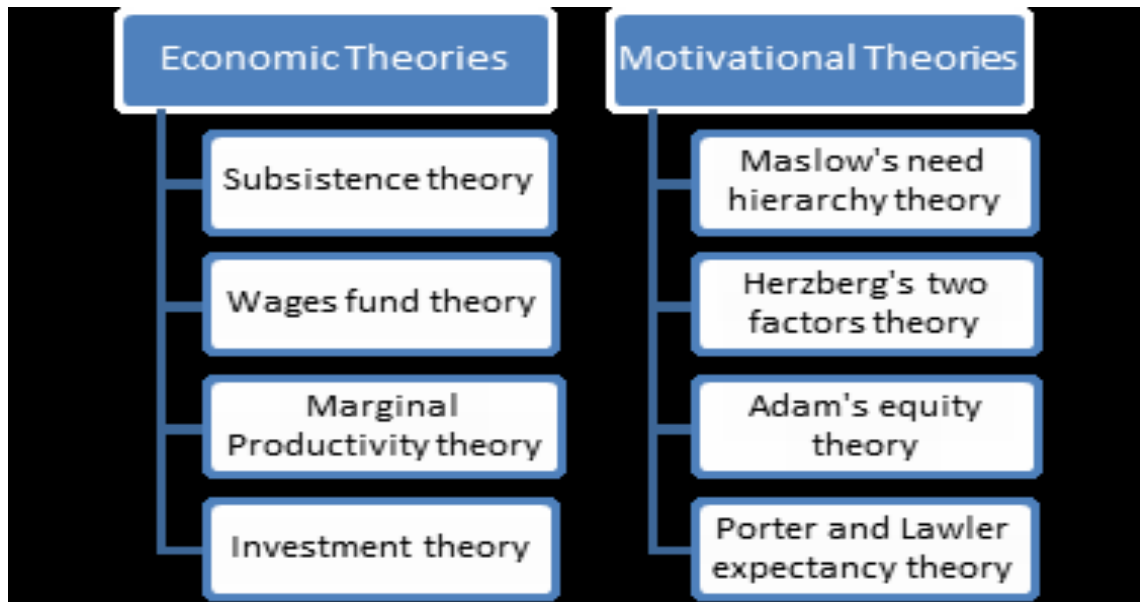 Economic Theories
Subsistence theory
Wages fund theory
Marginal
Productivity theory
Investment theory
Motivational Theories
Maslow's need
hierarchy theory
Herzberg's two
factors theory
Adam's equity
theory
Porter and Lawler
expectancy theory